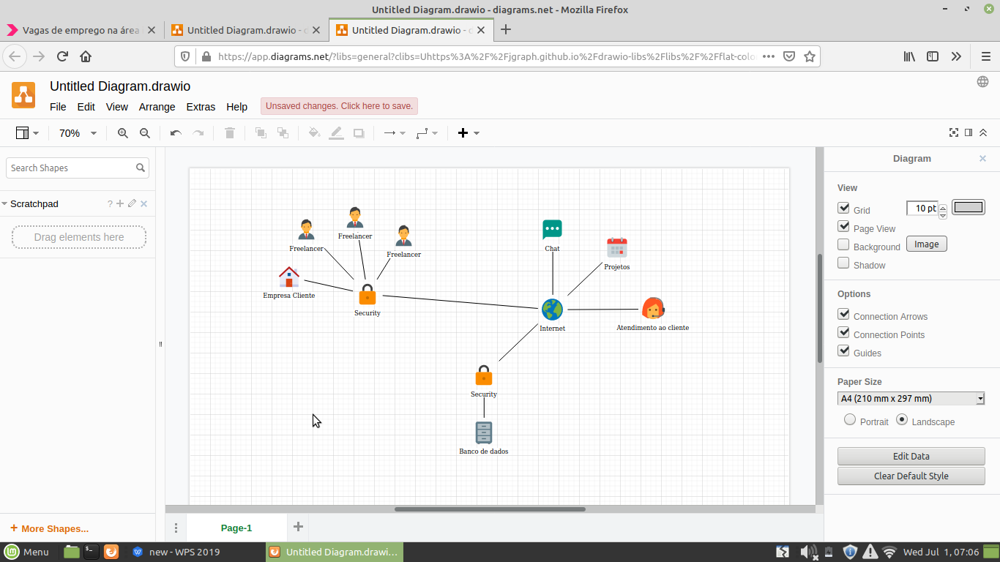 Untitled Diagram.drawio - diagrams.net - Mozilla Firefox
Vagas de emprego na área
Untitled Diagram.drawio - d
Untitled Diagram.drawio - d
https://app.diagrams.net/?libs=general?clibs=Uhttps%3A%2F%2Fjgraph.github.io%2Fdrawio-libs%2Flibs%2F%2Fflat-colo
Untitled Diagram.drawio
File Edit View Arrange Extras Help Unsaved changes. Click here to save.
70%
Search Shapes
Scratchpad ?
Drag elements here
+ More Shapes...
Freelancer
Freelancer
Freelancer
Empresa Cliente
Security
Chat
Projetos
Internet
Atendimento ao cliente
Security
Banco de dados
Page-1
Diagram
View
Grid 10 pt
Page View
Background Image
Shadow
Options
Connection Arrows
Connection Points
Guides
Paper Size
A4 (210 mm x 297 mm)
Portrait Landscape
Edit Data
Clear Default Style
Menu new - WPS 2019 Untitled Diagram.drawi... Wed Jul 1, 07:06